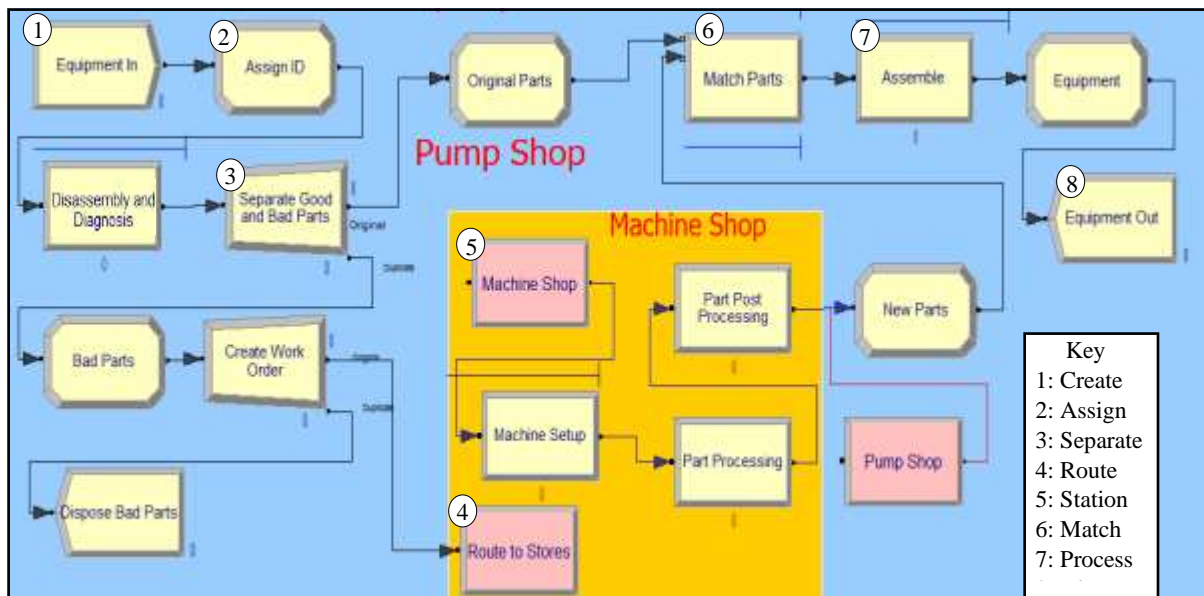 1
Equipment In
2
Assign ID
Original Parts
6
Match Parts
7
Assemble
Equipment
Pump Shop
Disassembly and
Diagnosis
3
Separate Good
and Bad Parts
Original
8
Equipment Out
Machine Shop
5
Machine Shop
Part Post
Processing
New Parts
Bad Parts
Create Work
Order
Machine Setup
Part Processing
Pump Shop
Dispose Bad Parts
4
Route to Stores
Key
1: Create
2: Assign
3: Separate
4: Route
5: Station
6: Match
7: Process